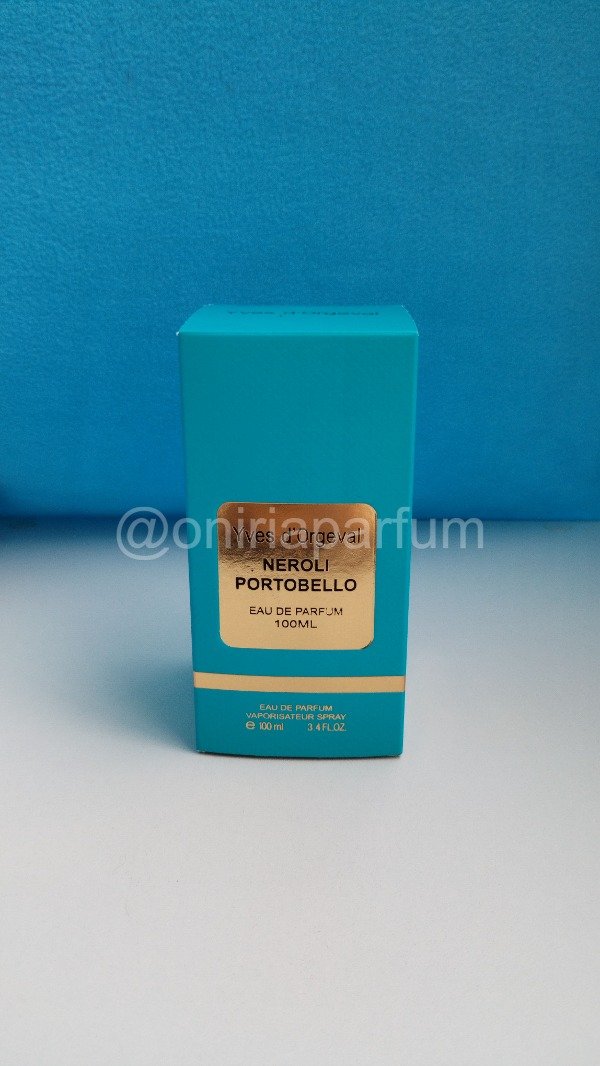 @oniriaparfum
Yves d'Orgeval
NEROLI
PORTOBELLO
EAU DE PARFUM
100ML
EAU DE PARFUM
VAPORISATEUR SPRAY
℮ 100 ml 3.4 FL.OZ.